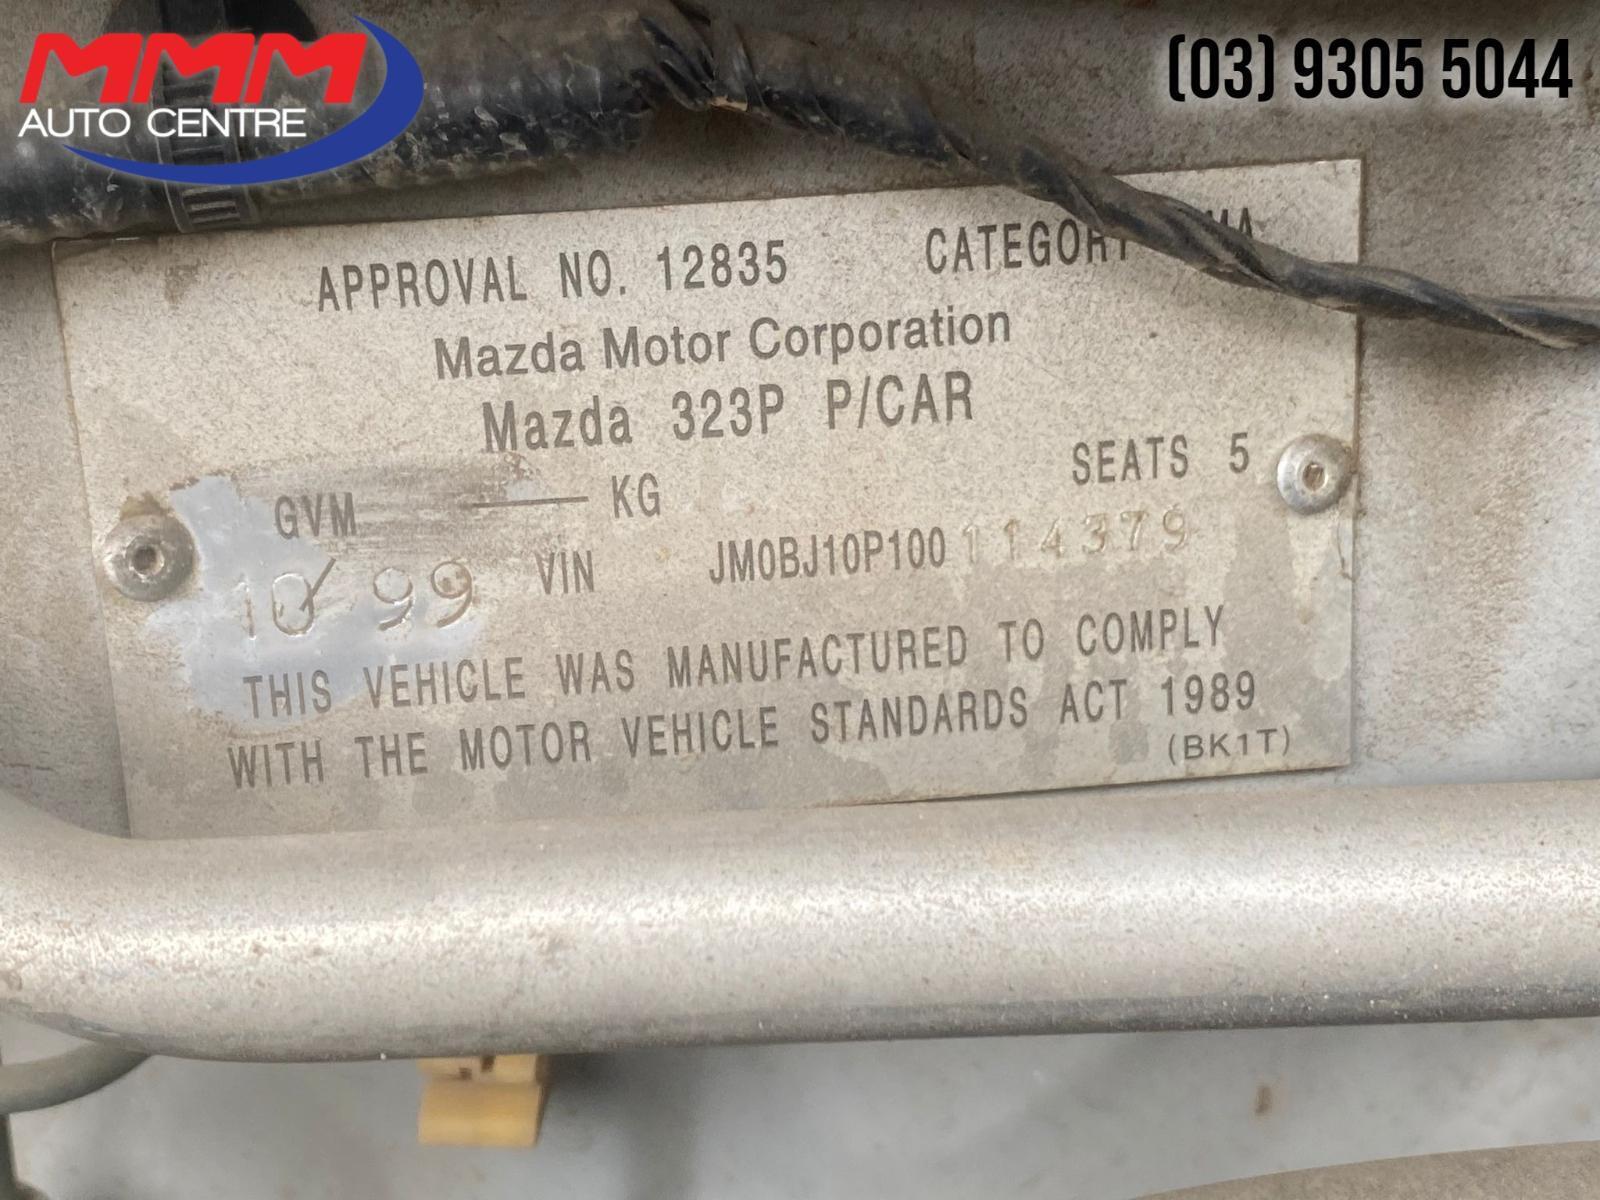 MMM
AUTO CENTRE
(03) 9305 5044
APPROVAL NO. 12835 CATEGORY MA
Mazda Motor Corporation
Mazda 323P P/CAR
SEATS 5
GVM ——— KG
10/99 VIN JM0BJ10P100114379
THIS VEHICLE WAS MANUFACTURED TO COMPLY
WITH THE MOTOR VEHICLE STANDARDS ACT 1989
(BK1T)